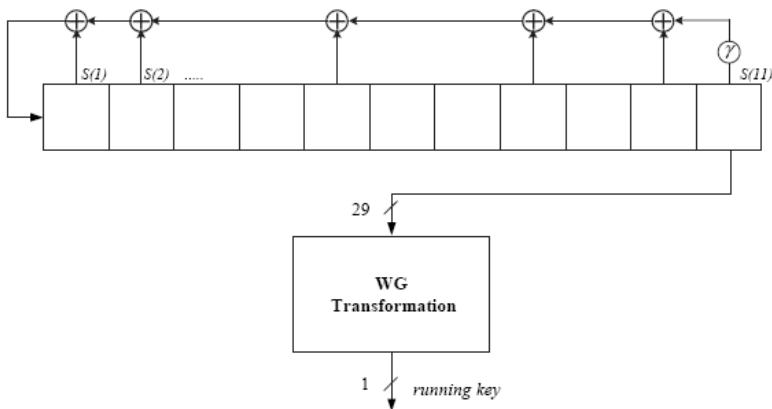 γ
S(1) S(2) ..... S(11)
29
WG
Transformation
1 running key